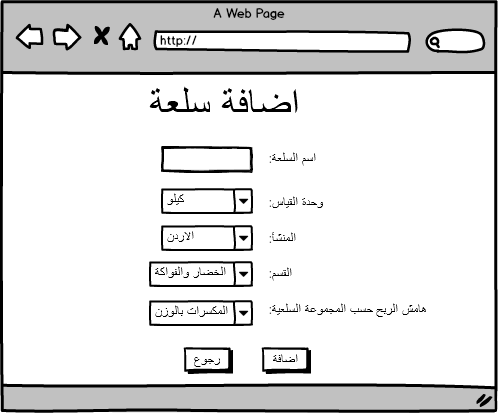 A Web Page
http://
اضافة سلعة
اسم السلعة:
وحدة القياس: كيلو
المنشأ: الاردن
القسم: الخضار والفواكة
هامش الربح حسب المجموعة السلعية: المكسرات بالوزن
اضافة رجوع